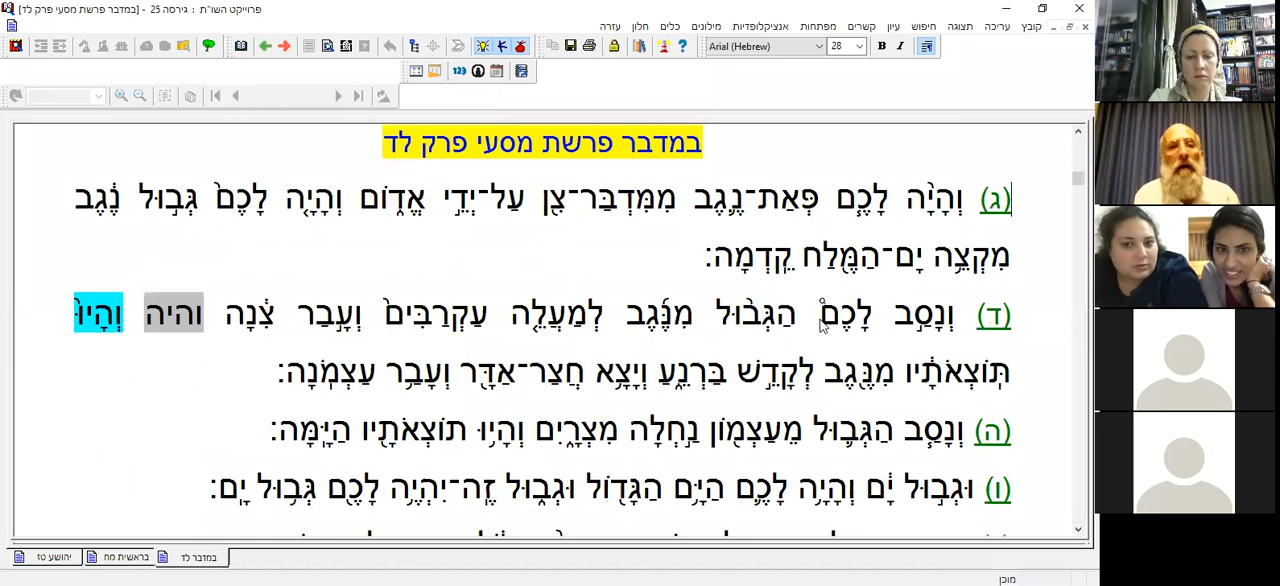 פרוייקט השו"ת : גירסה 25 - [במדבר פרשת מסעי פרק לד]
קובץ עריכה תצוגה חיפוש עיון קשרים מפתחות אנציקלופדיות מילונים כלים חלון עזרה
Arial (Hebrew) 28 B I
123
במדבר פרשת מסעי פרק לד
(ג) וְהָיָ֨ה לָכֶ֧ם פְּאַת־נֶ֛גֶב מִמִּדְבַּר־צִ֖ן עַל־יְדֵ֣י אֱד֑וֹם וְהָיָ֤ה לָכֶם֙ גְּב֣וּל נֶ֔גֶב
מִקְצֵ֥ה יָם־הַמֶּ֖לַח קֵֽדְמָה:
(ד) וְנָסַ֣ב לָכֶם֩ הַגְּב֨וּל מִנֶּ֜גֶב לְמַעֲלֵ֤ה עַקְרַבִּים֙ וְעָ֣בַר צִ֔נָה והיה וְהָיוּ֙
תּֽוֹצְאֹתָ֔יו מִנֶּ֖גֶב לְקָדֵ֣שׁ בַּרְנֵ֑עַ וְיָצָ֥א חֲצַר־אַדָּ֖ר וְעָבַ֥ר עַצְמֹֽנָה:
(ה) וְנָסַ֧ב הַגְּב֛וּל מֵעַצְמ֖וֹן נַ֣חְלָה מִצְרָ֑יִם וְהָי֥וּ תוֹצְאֹתָ֖יו הַיָּֽמָּה:
(ו) וּגְב֣וּל יָ֔ם וְהָיָ֥ה לָכֶ֛ם הַיָּ֥ם הַגָּד֖וֹל וּגְב֑וּל זֶֽה־יִהְיֶ֥ה לָכֶ֖ם גְּב֥וּל יָֽם:
במדבר לד בראשית מח יהושע טז
מוכן